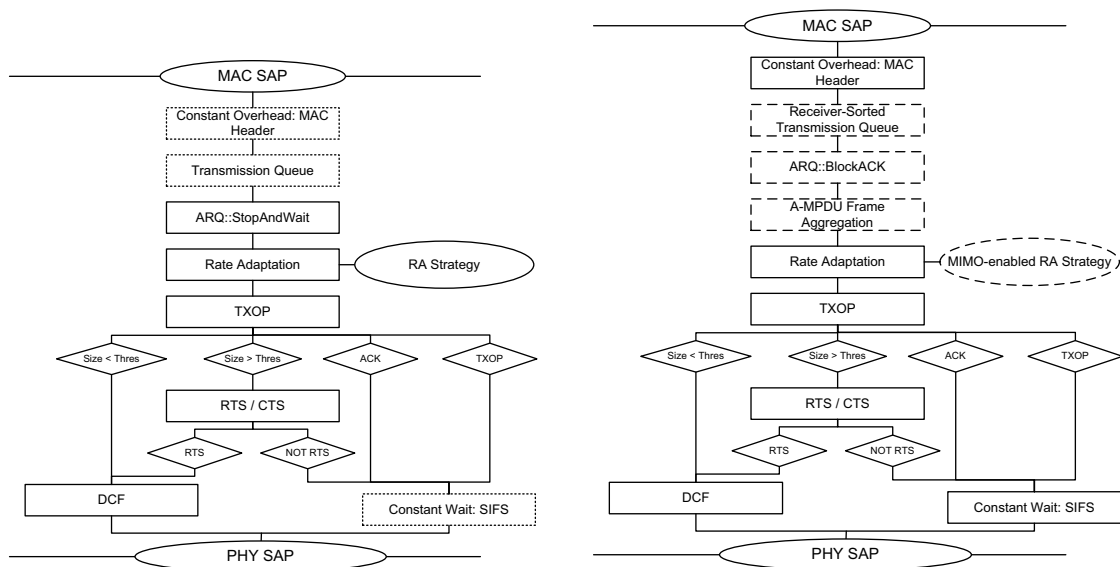 MAC SAP
Constant Overhead: MAC
Header
Transmission Queue
ARQ::StopAndWait
Rate Adaptation
RA Strategy
TXOP
Size < Thres
Size > Thres
ACK
TXOP
RTS / CTS
RTS
NOT RTS
DCF
Constant Wait: SIFS
PHY SAP
MAC SAP
Constant Overhead: MAC
Header
Receiver-Sorted
Transmission Queue
ARQ::BlockACK
A-MPDU Frame
Aggregation
Rate Adaptation
MIMO-enabled RA Strategy
TXOP
Size < Thres
Size > Thres
ACK
TXOP
RTS / CTS
RTS
NOT RTS
DCF
Constant Wait: SIFS
PHY SAP